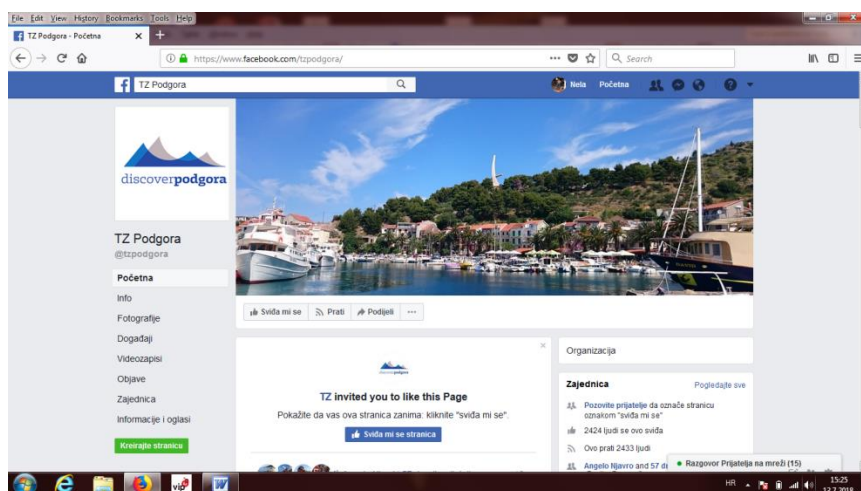 File Edit View History Bookmarks Tools Help
TZ Podgora - Početna
https://www.facebook.com/tzpodgora/
Search
TZ Podgora
Nela Početna
discoverpodgora
TZ Podgora
@tzpodgora
Početna
Info
Fotografije
Događaji
Videozapisi
Objave
Zajednica
Informacije i oglasi
Kreirajte stranicu
Sviđa mi se Prati Podijeli
TZ invited you to like this Page
Pokažite da vas ova stranica zanima: kliknite "sviđa mi se".
Sviđa mi se stranica
Organizacija
Zajednica Pogledajte sve
Pozovite prijatelje da označe stranicu
oznakom "sviđa mi se"
2424 ljudi se ovo sviđa
Ovo prati 2433 ljudi
Angelo Njavro and 57
Razgovor Prijatelja na mreži (15)
vip
HR
15:25
12.7.2018